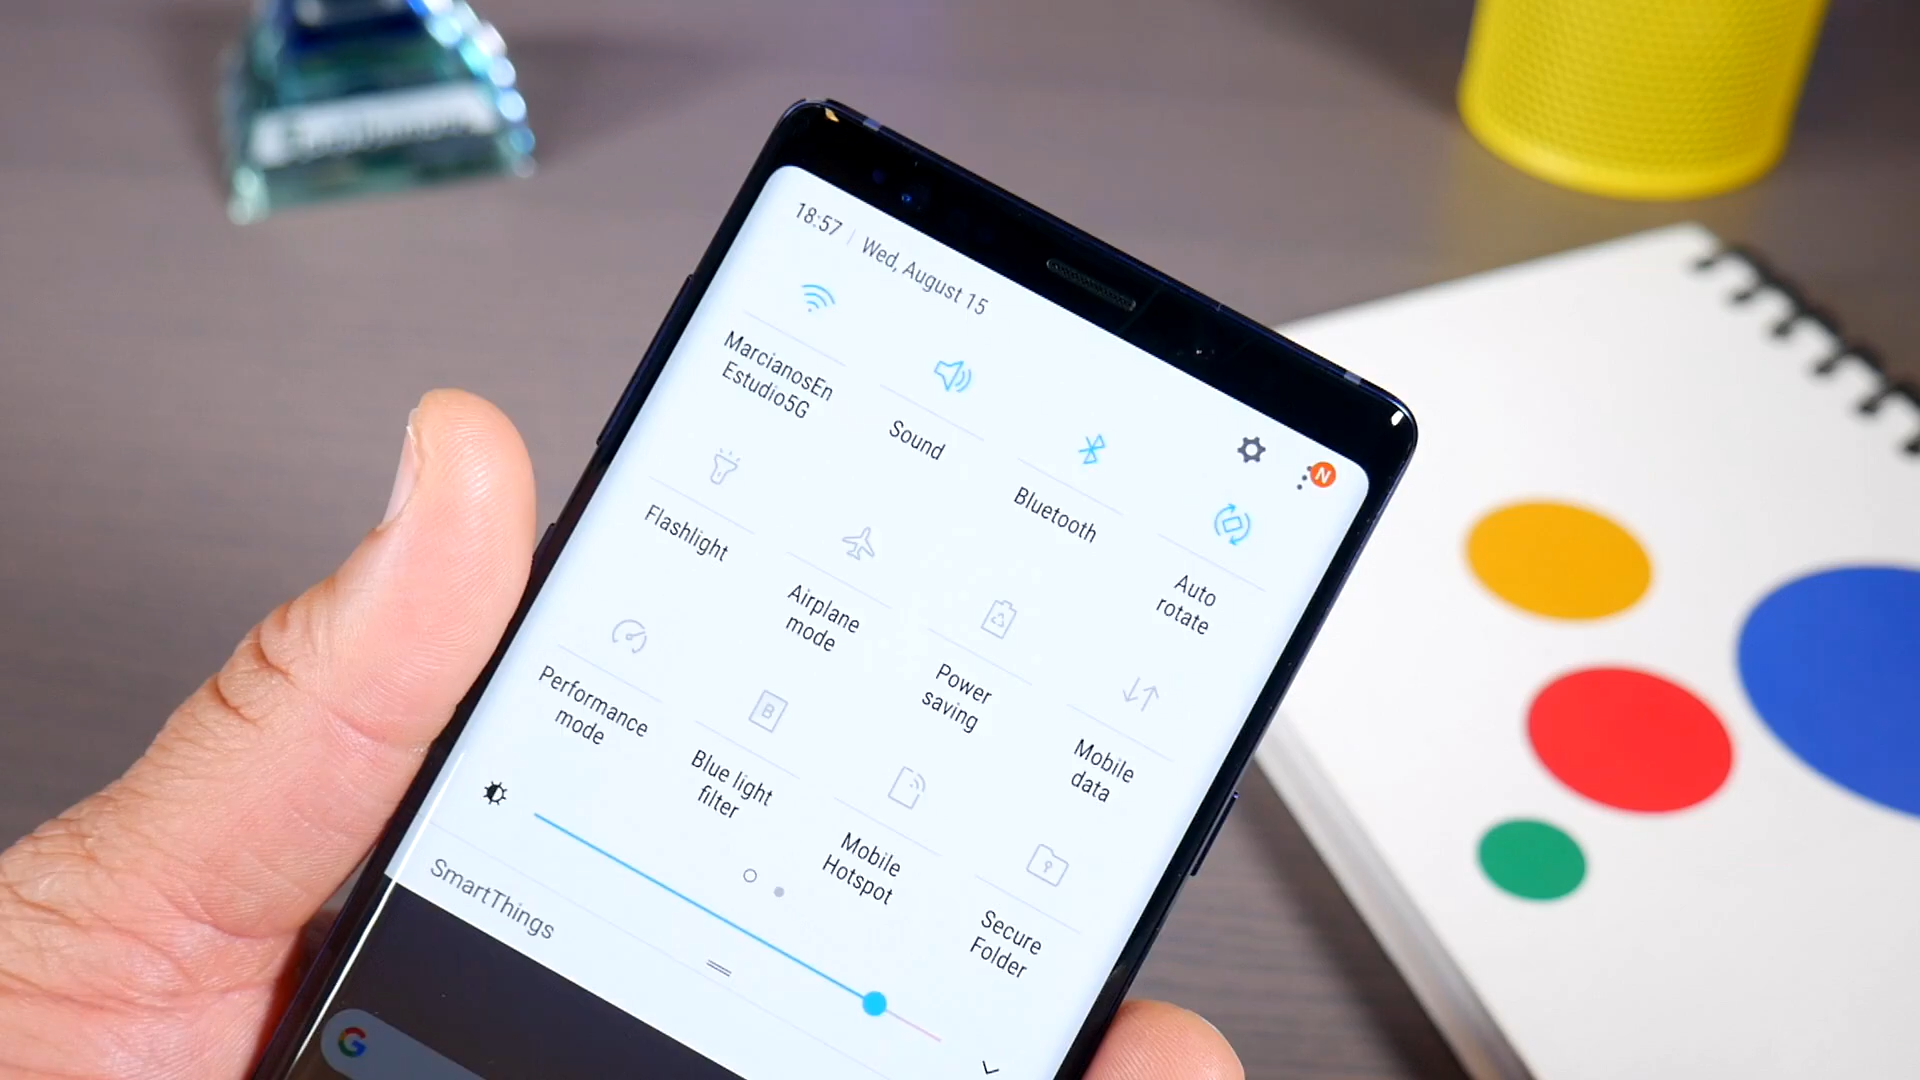 18:57 | Wed, August 15
N
MarcianosEn
Estudio5G
Sound
Bluetooth
Auto
rotate
Flashlight
Airplane
mode
Power
saving
Mobile
data
Performance
mode
B
Blue light
filter
Mobile
Hotspot
Secure
Folder
SmartThings
G